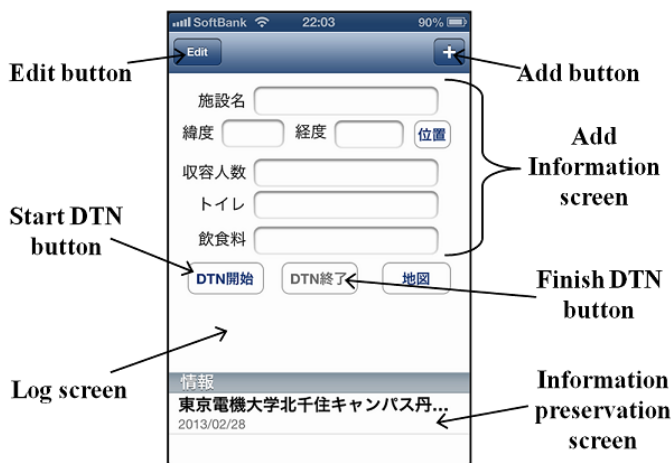 SoftBank 22:03 90%
Edit +
Edit button
Add button
施設名
緯度 経度 位置
収容人数
トイレ
飲食料
Add
Information
screen
Start DTN
button
DTN開始 DTN終了 地図
Finish DTN
button
Log screen
情報
東京電機大学北千住キャンパス丹...
2013/02/28
Information
preservation
screen